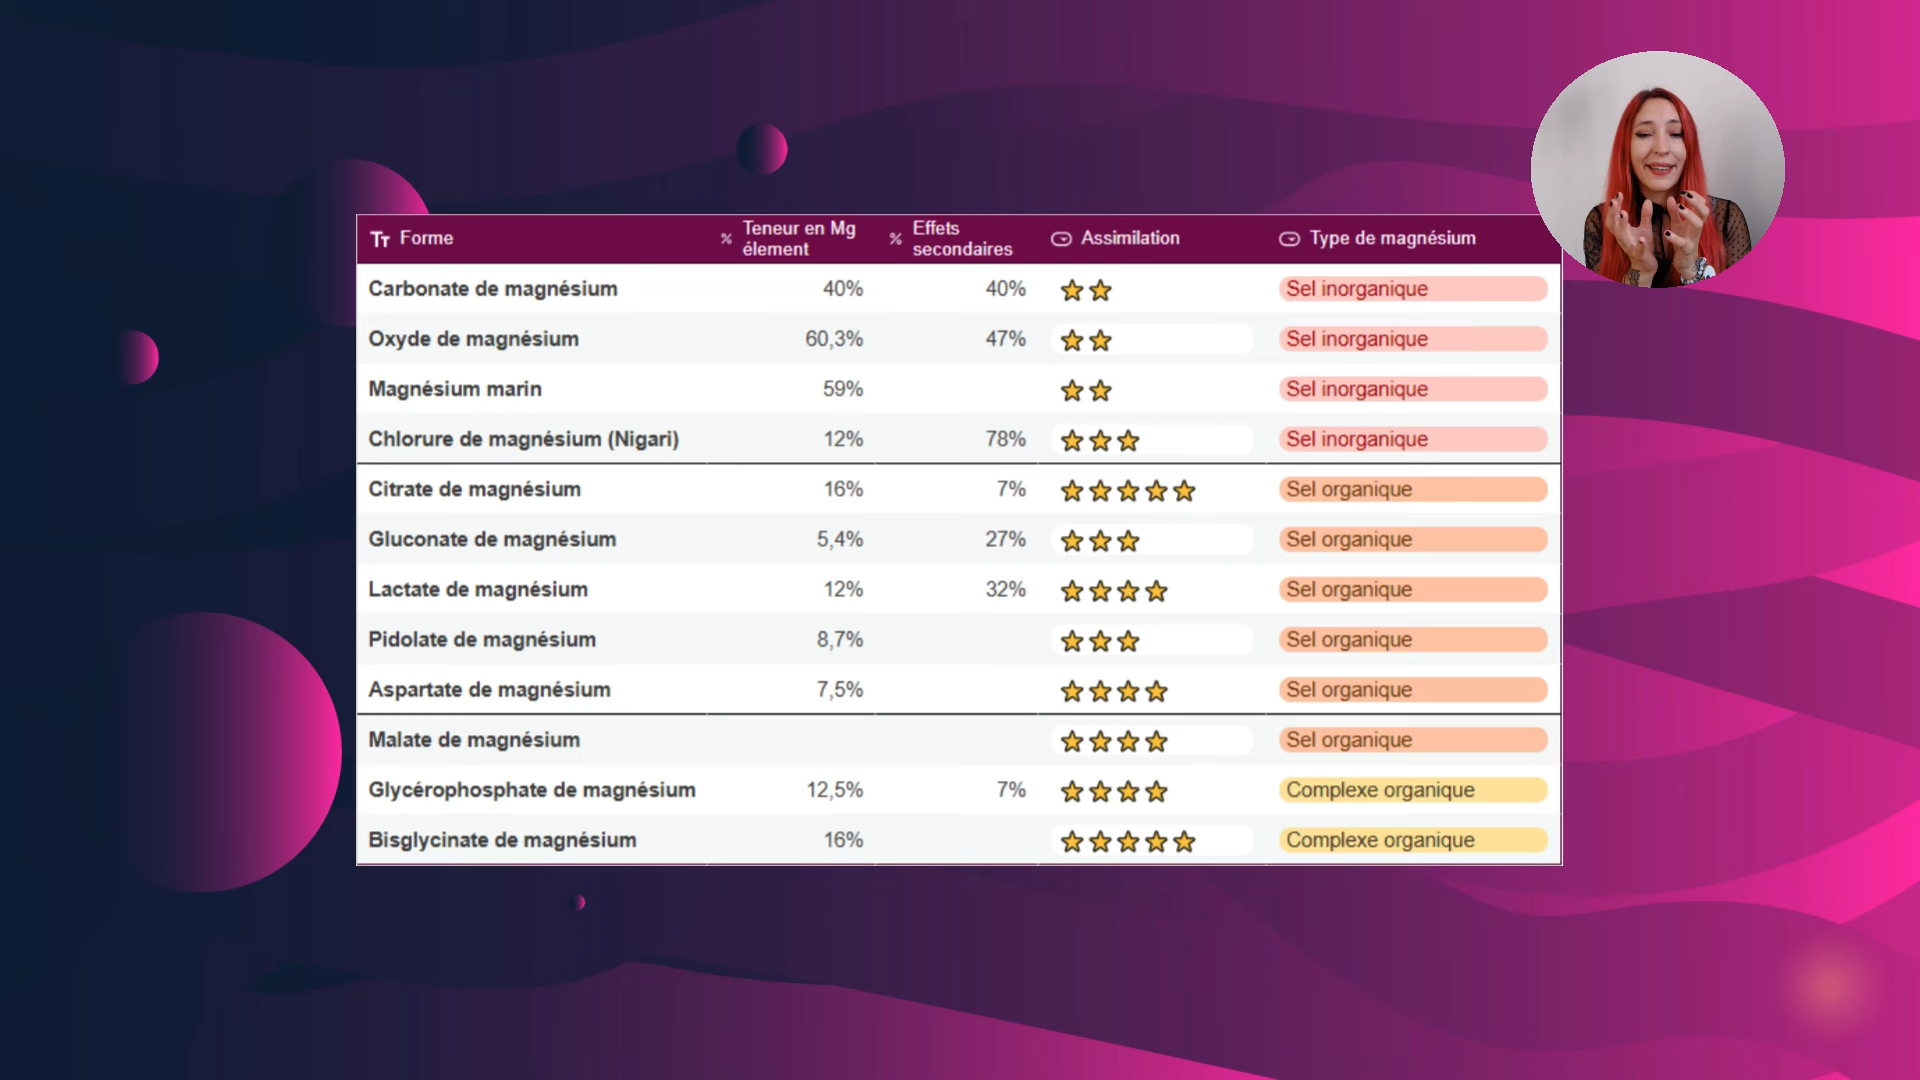 Tт Forme % Teneur en Mg élement % Effets secondaires Assimilation Type de magnésium
Carbonate de magnésium 40% 40% Sel inorganique
Oxyde de magnésium 60,3% 47% Sel inorganique
Magnésium marin 59% Sel inorganique
Chlorure de magnésium (Nigari) 12% 78% Sel inorganique
Citrate de magnésium 16% 7% Sel organique
Gluconate de magnésium 5,4% 27% Sel organique
Lactate de magnésium 12% 32% Sel organique
Pidolate de magnésium 8,7% Sel organique
Aspartate de magnésium 7,5% Sel organique
Malate de magnésium Sel organique
Glycérophosphate de magnésium 12,5% 7% Complexe organique
Bisglycinate de magnésium 16% Complexe organique